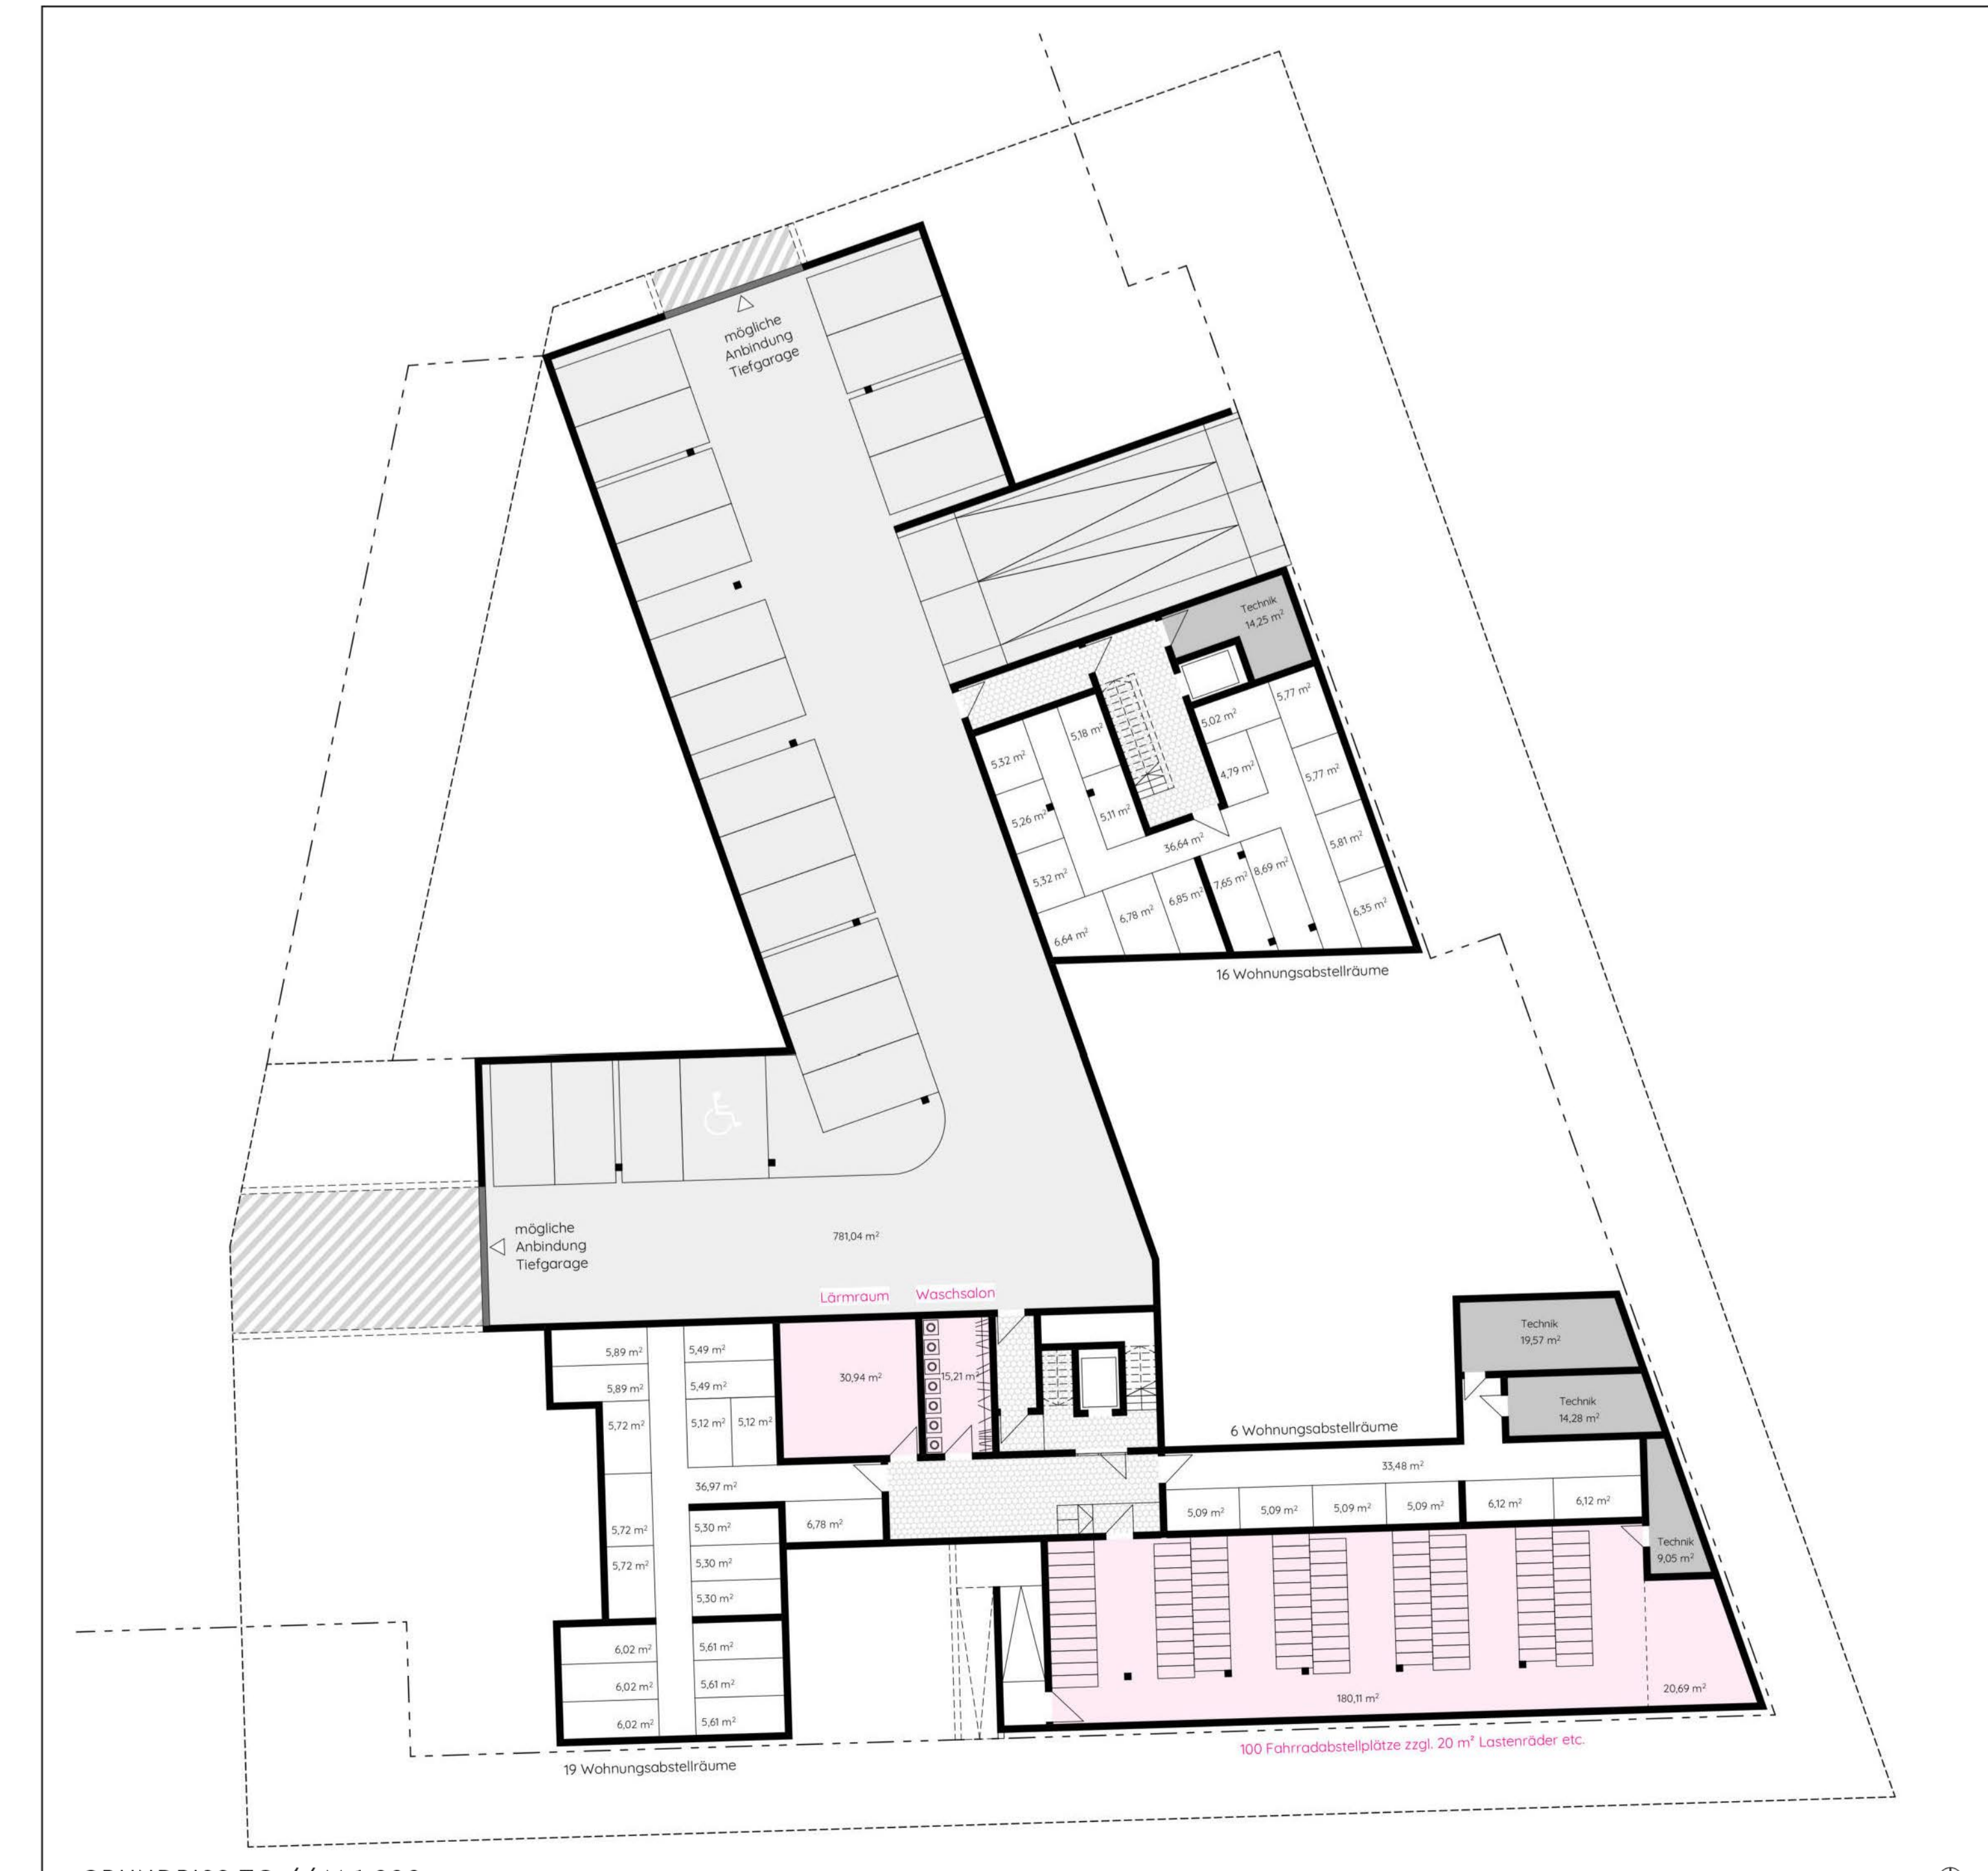 mögliche
Anbindung
Tiefgarage
Technik
14,25 m²
5,77 m²
5,02 m²
5,18 m²
5,32 m²
4,79 m²
5,77 m²
5,26 m²
5,11 m²
36,64 m²
5,81 m²
5,32 m²
7,65 m²
8,69 m²
6,85 m²
6,78 m²
6,64 m²
6,35 m²
16 Wohnungsabstellräume
mögliche
Anbindung
Tiefgarage
781,04 m²
Lärmraum
Waschsalon
30,94 m²
15,21 m²
5,89 m²
5,49 m²
5,89 m²
5,49 m²
5,72 m²
5,12 m²
5,12 m²
36,97 m²
6,78 m²
5,72 m²
5,30 m²
5,72 m²
5,30 m²
5,30 m²
6,02 m²
5,61 m²
6,02 m²
5,61 m²
6,02 m²
5,61 m²
19 Wohnungsabstellräume
Technik
19,57 m²
Technik
14,28 m²
6 Wohnungsabstellräume
33,48 m²
5,09 m²
5,09 m²
5,09 m²
5,09 m²
6,12 m²
6,12 m²
Technik
9,05 m²
180,11 m²
20,69 m²
100 Fahrradabstellplätze zzgl. 20 m² Lastenräder etc.